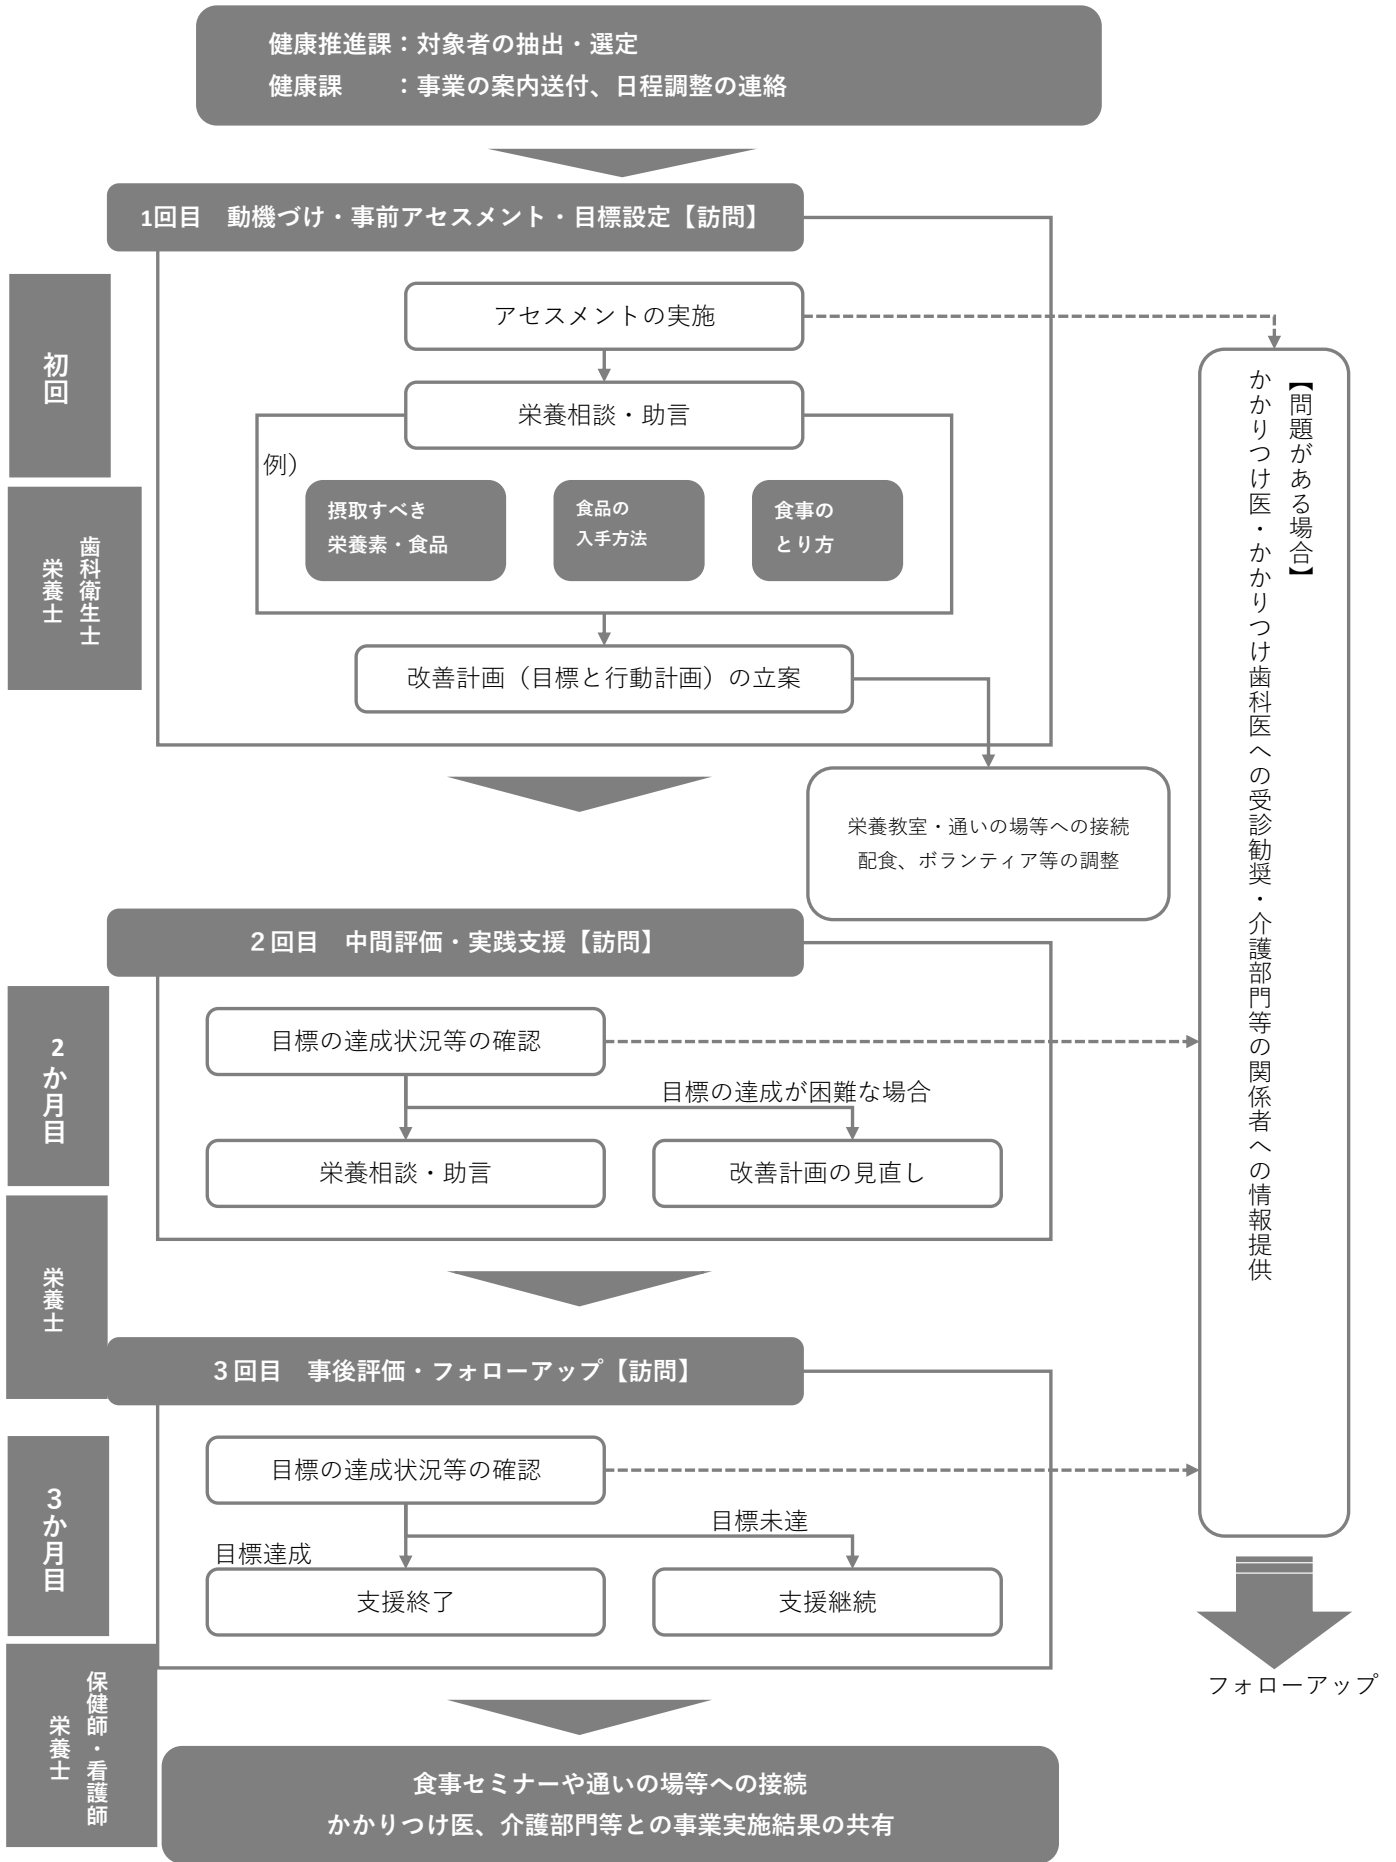 健康推進課：対象者の抽出・選定
健康課　　：事業の案内送付、日程調整の連絡
1回目　動機づけ・事前アセスメント・目標設定【訪問】
初回
歯科衛生士
栄養士
アセスメントの実施
栄養相談・助言
例）
摂取すべき
栄養素・食品
食品の
入手方法
食事の
とり方
改善計画（目標と行動計画）の立案
栄養教室・通いの場等への接続
配食、ボランティア等の調整
【問題がある場合】
かかりつけ医・かかりつけ歯科医への受診勧奨・介護部門等の関係者への情報提供
２回目　中間評価・実践支援【訪問】
2か月目
栄養士
目標の達成状況等の確認
目標の達成が困難な場合
栄養相談・助言
改善計画の見直し
３回目　事後評価・フォローアップ【訪問】
3か月目
保健師・看護師
栄養士
目標の達成状況等の確認
目標未達
目標達成
支援終了
支援継続
フォローアップ
食事セミナーや通いの場等への接続
かかりつけ医、介護部門等との事業実施結果の共有